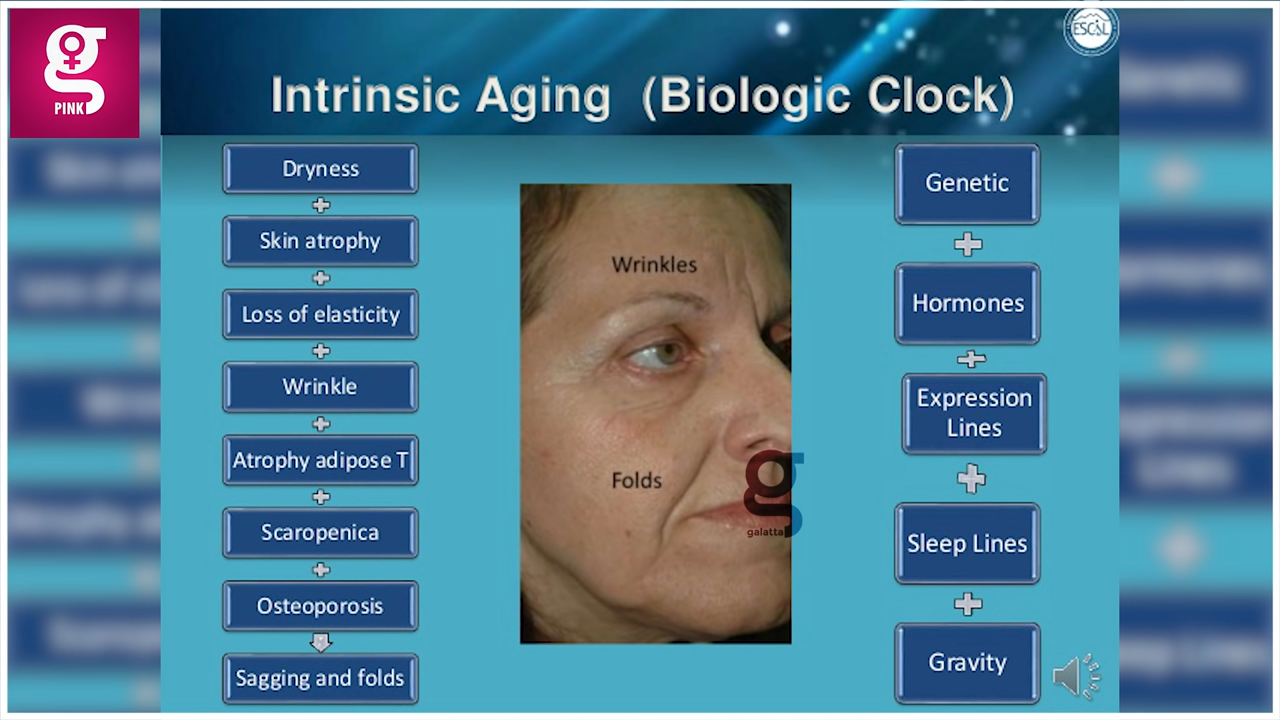 g
PINK
ESCAL
Intrinsic Aging (Biologic Clock)
Dryness
Skin atrophy
Loss of elasticity
Wrinkle
Atrophy adipose T
Scaropenica
Osteoporosis
Sagging and folds
Wrinkles
Folds
g
galatta
Genetic
Hormones
Expression
Lines
Sleep Lines
Gravity